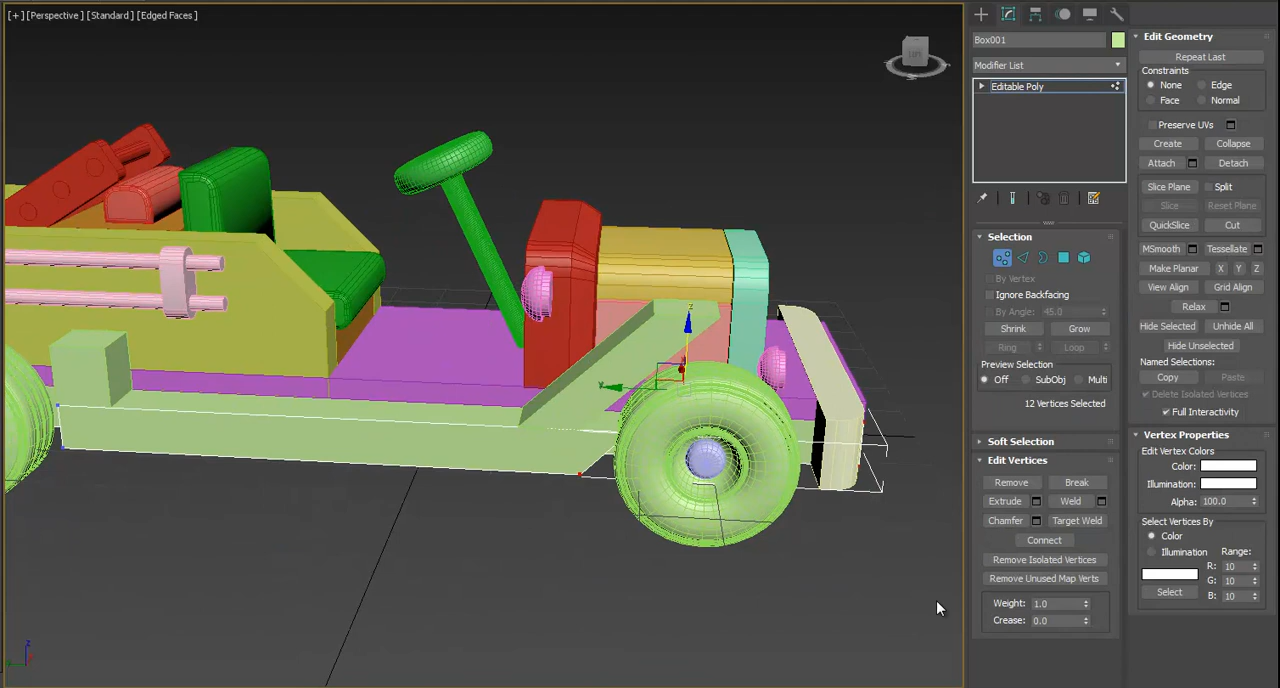 [+] [Perspective] [Standard] [Edged Faces]
LEFT
z
y
z
x
y
Box001
Modifier List
Editable Poly
Selection
By Vertex
Ignore Backfacing
By Angle: 45.0
Shrink Grow
Ring Loop
Preview Selection
Off SubObj Multi
12 Vertices Selected
Soft Selection
Edit Vertices
Remove Break
Extrude Weld
Chamfer Target Weld
Connect
Remove Isolated Vertices
Remove Unused Map Verts
Weight: 1.0
Crease: 0.0
Edit Geometry
Repeat Last
Constraints
None Edge
Face Normal
Preserve UVs
Create Collapse
Attach Detach
Slice Plane Split
Slice Reset Plane
QuickSlice Cut
MSmooth Tessellate
Make Planar X Y Z
View Align Grid Align
Relax
Hide Selected Unhide All
Hide Unselected
Named Selections:
Copy Paste
Delete Isolated Vertices
Full Interactivity
Vertex Properties
Edit Vertex Colors
Color:
Illumination:
Alpha: 100.0
Select Vertices By
Color
Illumination Range:
R: 10
G: 10
Select B: 10